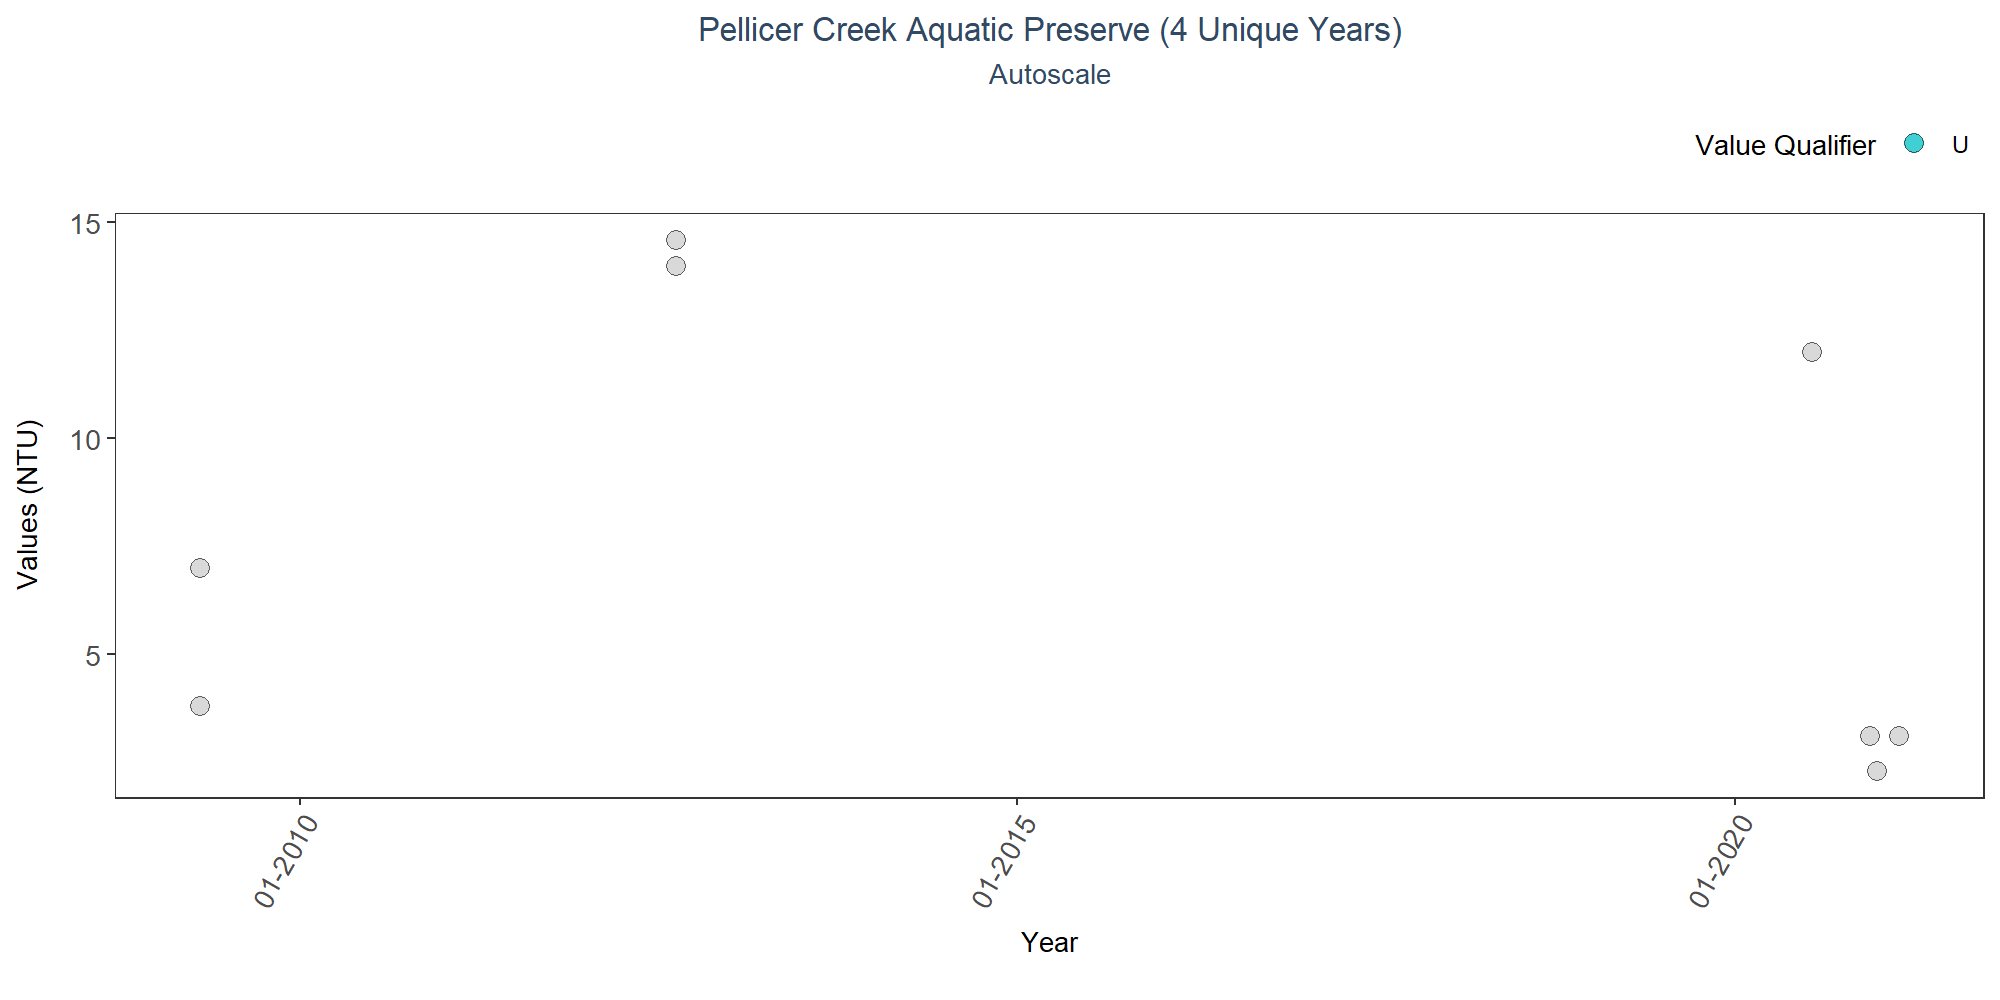 Pellicer Creek Aquatic Preserve (4 Unique Years)
Autoscale
Value Qualifier U
15
10
5
Values (NTU)
01-2010
01-2015
01-2020
Year